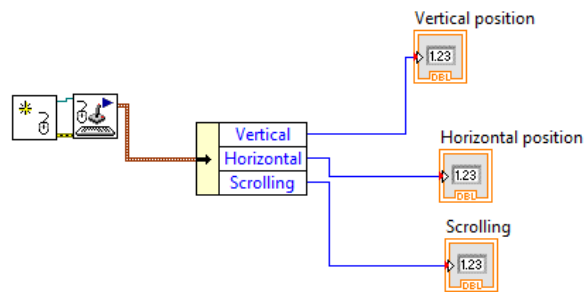 Vertical position
1.23
DBL
Vertical
Horizontal
Scrolling
Horizontal position
1.23
DBL
Scrolling
1.23
DBL